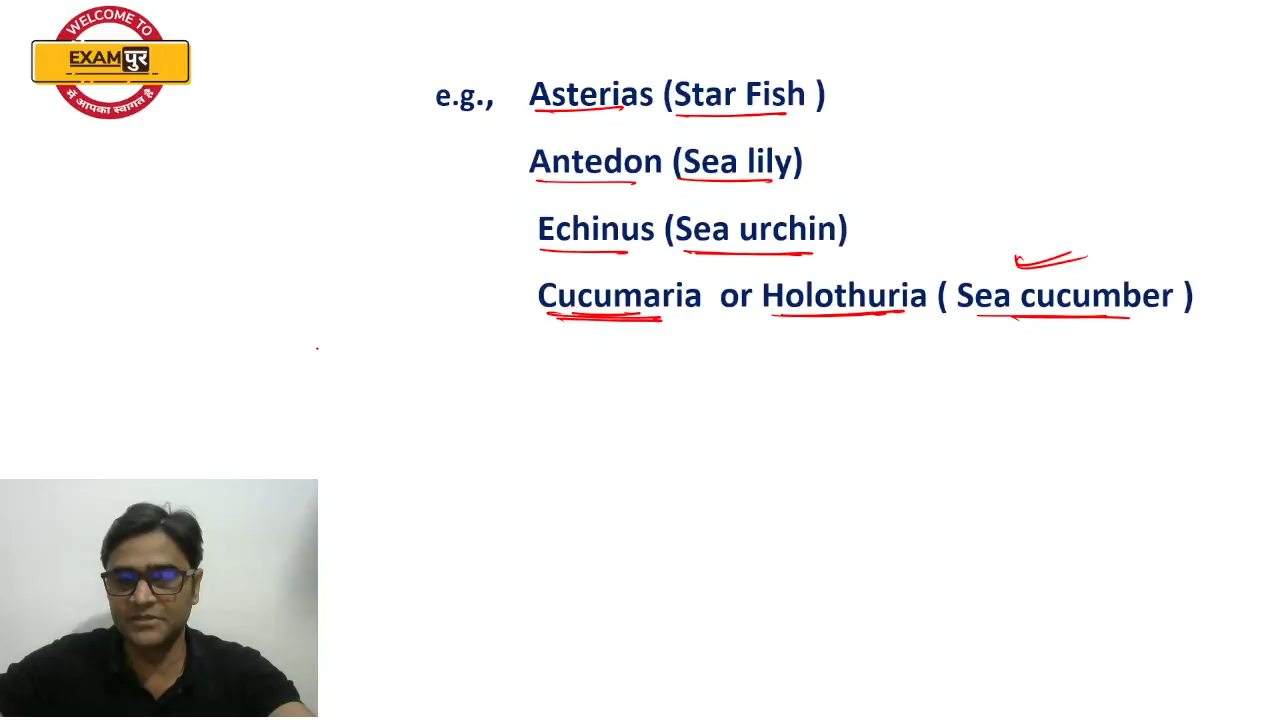 WELCOME TO
EXAMपुर
में आपका स्वागत है
e.g., Asterias (Star Fish )
Antedon (Sea lily)
Echinus (Sea urchin)
Cucumaria or Holothuria ( Sea cucumber )